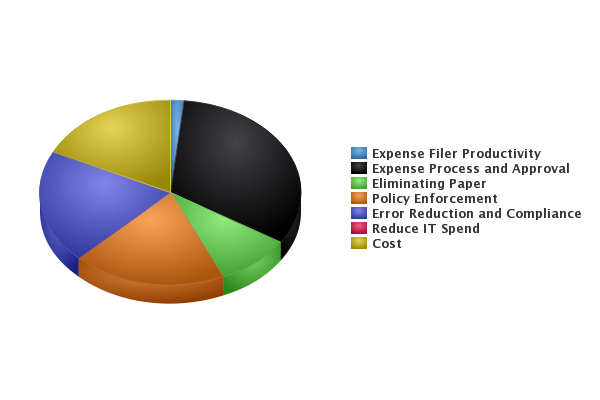 Expense Filer Productivity
Expense Process and Approval
Eliminating Paper
Policy Enforcement
Error Reduction and Compliance
Reduce IT Spend
Cost